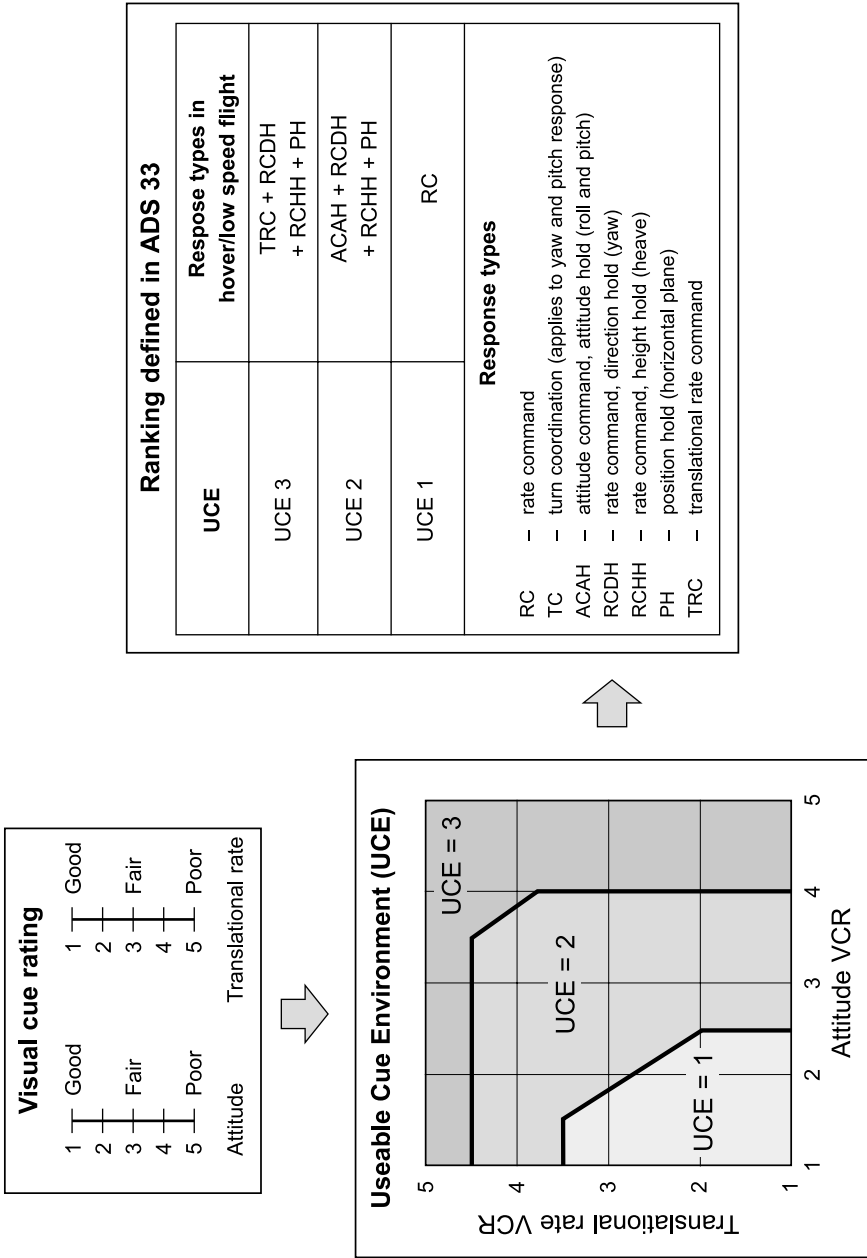 Visual cue rating
1 Good
2
3 Fair
4
5 Poor
Attitude
1 Good
2
3 Fair
4
5 Poor
Translational rate
Useable Cue Environment (UCE)
5
4
3
2
1
Translational rate VCR
UCE = 3
UCE = 2
UCE = 1
1 2 3 4 5
Attitude VCR
Ranking defined in ADS 33
UCE
Respose types in
hover/low speed flight
UCE 3
TRC + RCDH
+ RCHH + PH
UCE 2
ACAH + RCDH
+ RCHH + PH
UCE 1
RC
Response types
RC – rate command
TC – turn coordination (applies to yaw and pitch response)
ACAH – attitude command, attitude hold (roll and pitch)
RCDH – rate command, direction hold (yaw)
RCHH – rate command, height hold (heave)
PH – position hold (horizontal plane)
TRC – translational rate command